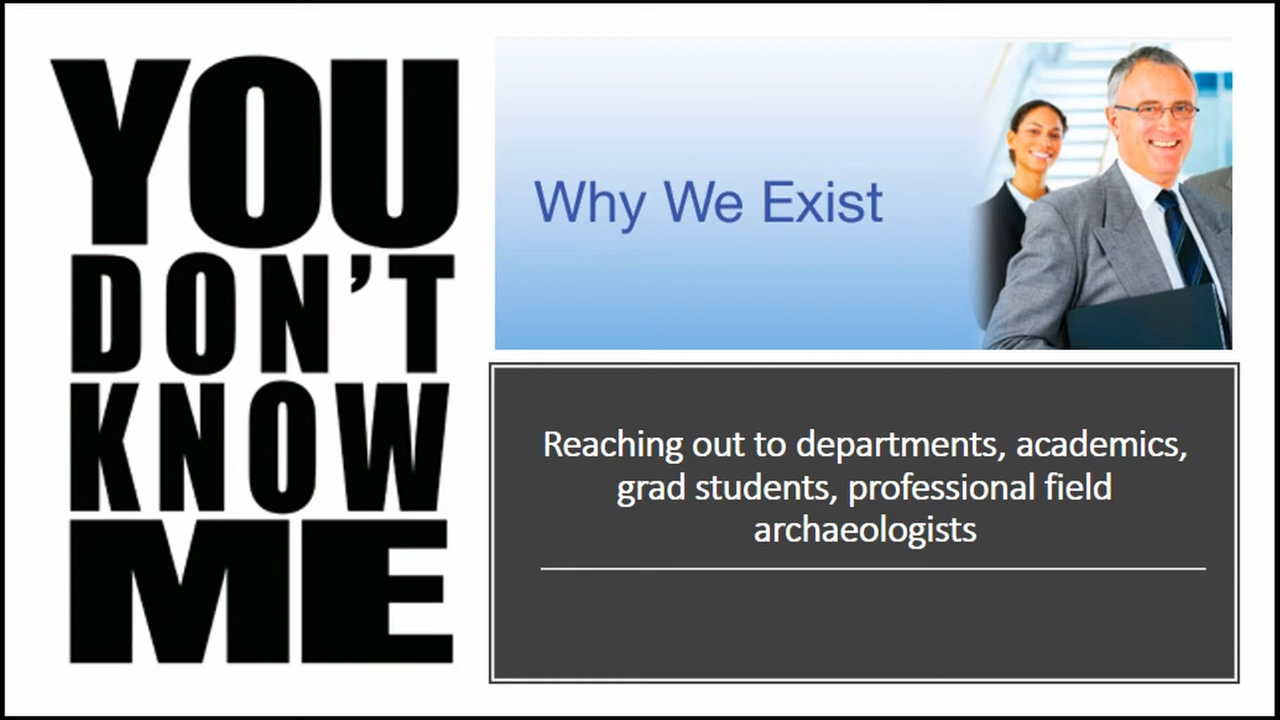 YOU
DON'T
KNOW
ME
Why We Exist
Reaching out to departments, academics,
grad students, professional field
archaeologists